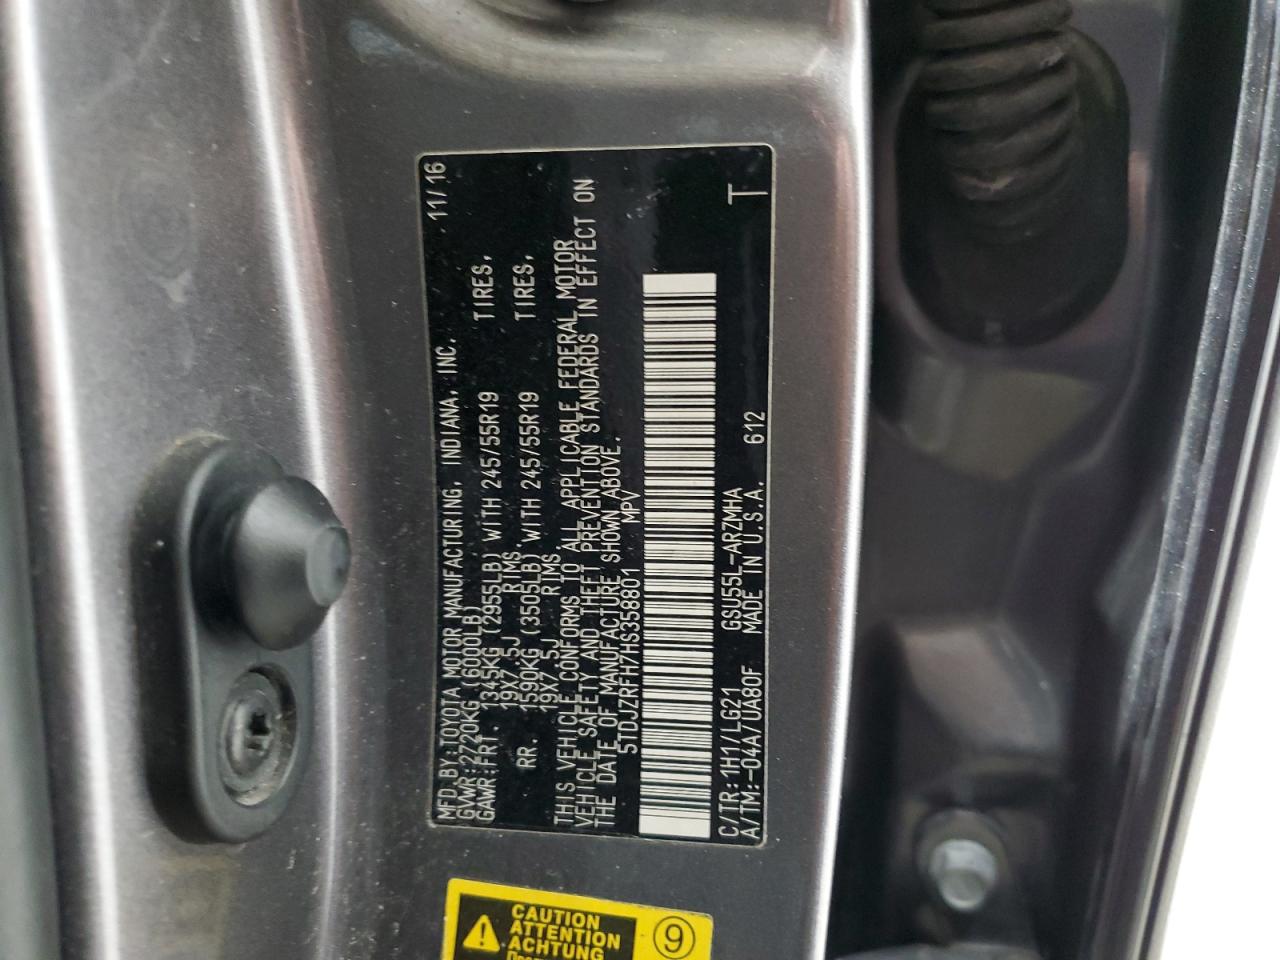 MFD.BY:TOYOTA MOTOR MANUFACTURING, INDIANA, INC. 11/16
GVWR:2720KG(6000LB)
GAWR:FRT. 1345KG (2955LB) WITH 245/55R19 TIRES,
19X7.5J RIMS,
RR. 1590KG (3505LB) WITH 245/55R19 TIRES,
19X7.5J RIMS,
THIS VEHICLE CONFORMS TO ALL APPLICABLE FEDERAL MOTOR
VEHICLE SAFETY AND THEFT PREVENTION STANDARDS IN EFFECT ON
THE DATE OF MANUFACTURE SHOWN ABOVE.
5TDJZRFH7HS358801 MPV
C/TR:1H1/LG21 GSU55L-ARZMHA
A/TM:-04A/UA80F MADE IN U.S.A. 612 T
CAUTION
ATTENTION
ACHTUNG
9